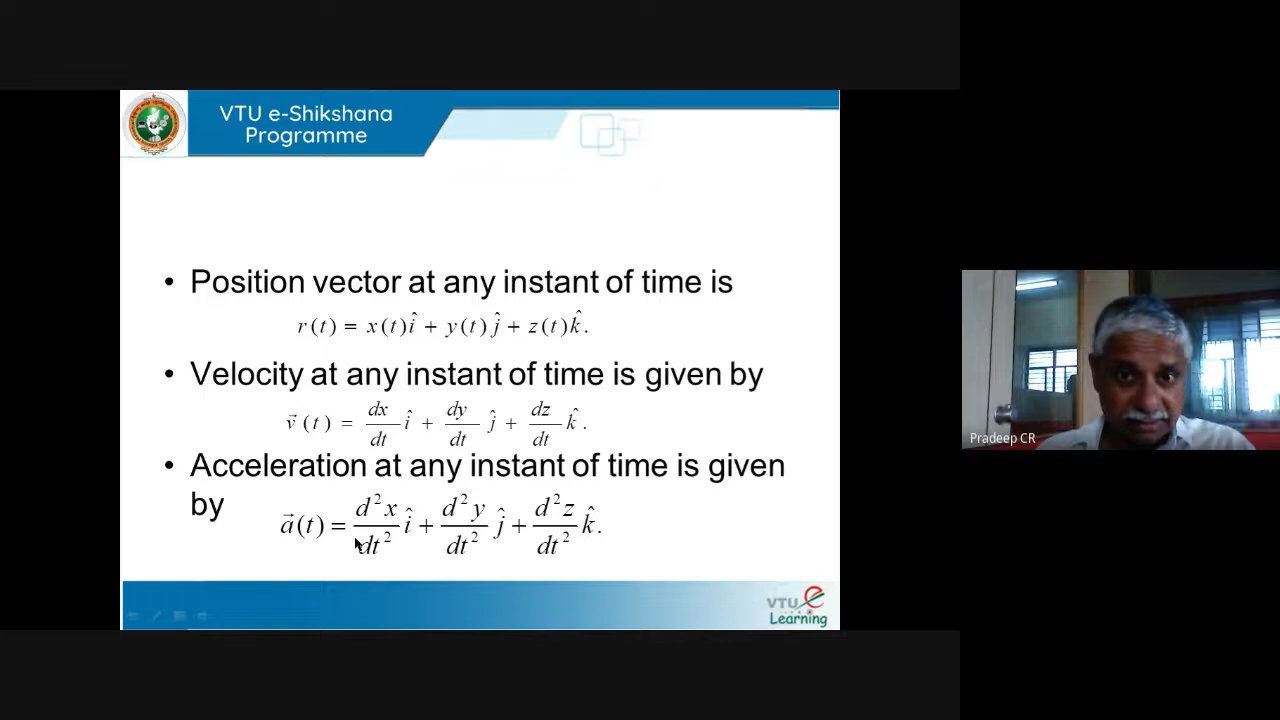 VTU e-Shikshana
Programme
• Position vector at any instant of time is
r(t) = x(t)î + y(t)ĵ + z(t)k̂.
• Velocity at any instant of time is given by
v⃗(t) = dx/dt î + dy/dt ĵ + dz/dt k̂.
• Acceleration at any instant of time is given
by
a⃗(t) = d²x/dt² î + d²y/dt² ĵ + d²z/dt² k̂.
VTU e
Learning
Pradeep CR